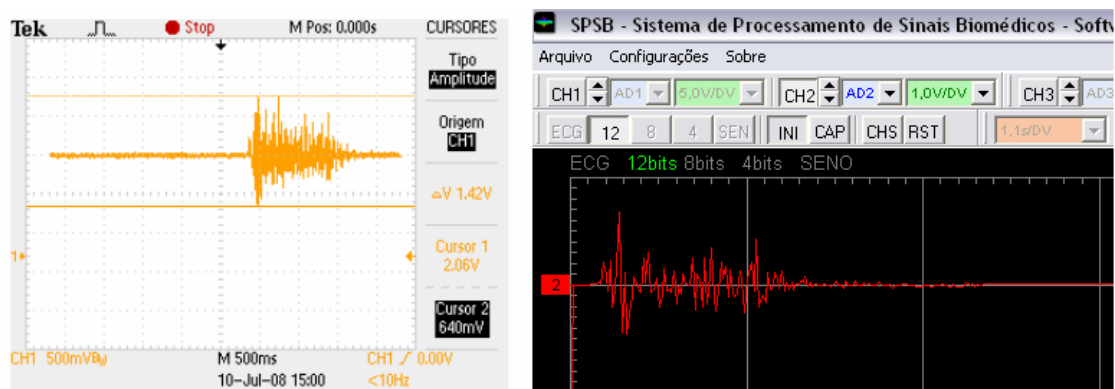 Tek
Stop
M Pos: 0.000s
CURSORES
Tipo
Amplitude
Origem
CH1
△V 1.42V
Cursor 1
2.06V
Cursor 2
640mV
1
CH1 500mVBW
M 500ms
CH1 0.00V
10-Jul-08 15:00
<10Hz
SPSB - Sistema de Processamento de Sinais Biomédicos - Softw
Arquivo Configurações Sobre
CH1 AD1 5,0V/DV CH2 AD2 1,0V/DV CH3 AD3
ECG 12 8 4 SEN INI CAP CHS RST 1,1s/DV
ECG 12bits 8bits 4bits SENO
2